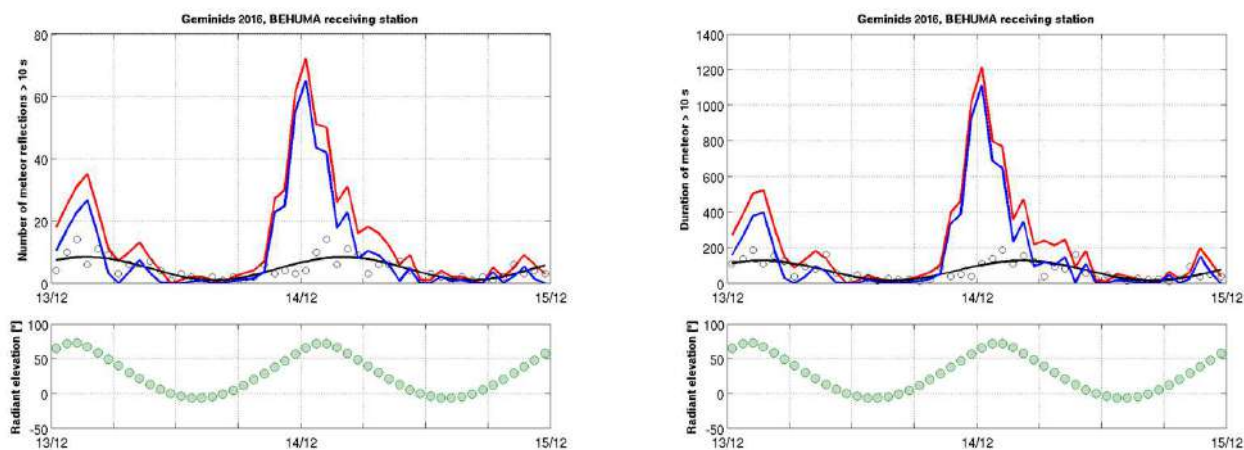 Geminids 2016, BEHUMA receiving station
Number of meteor reflections > 10 s
80
60
40
20
0
13/12 14/12 15/12
Radiant elevation [°]
100
50
0
-50
13/12 14/12 15/12
Geminids 2016, BEHUMA receiving station
Duration of meteor > 10 s
1400
1200
1000
800
600
400
200
0
13/12 14/12 15/12
Radiant elevation [°]
100
50
0
-50
13/12 14/12 15/12